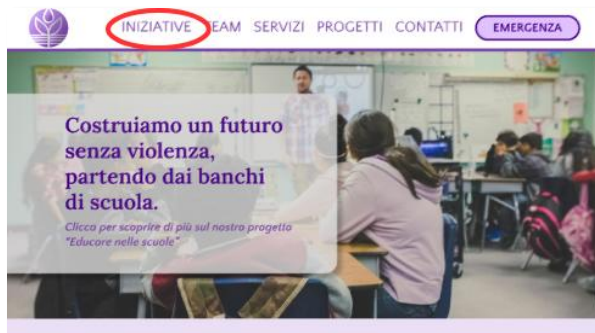 INIZIATIVE TEAM SERVIZI PROGETTI CONTATTI EMERGENZA
Costruiamo un futuro
senza violenza,
partendo dai banchi
di scuola.
Clicca per scoprire di più sul nostro progetto
"Educare nelle scuole"